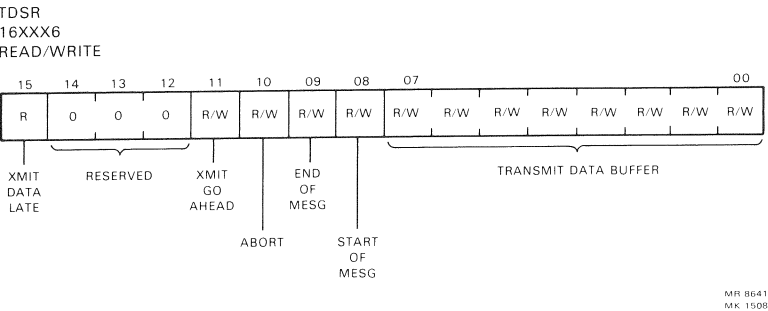 TDSR
16XXX6
READ/WRITE
15 14 13 12 11 10 09 08 07 00
R 0 0 0 R/W R/W R/W R/W R/W R/W R/W R/W R/W R/W R/W R/W
XMIT
DATA
LATE
RESERVED
XMIT
GO
AHEAD
ABORT
END
OF
MESG
START
OF
MESG
TRANSMIT DATA BUFFER
MR 8641
MK 1508